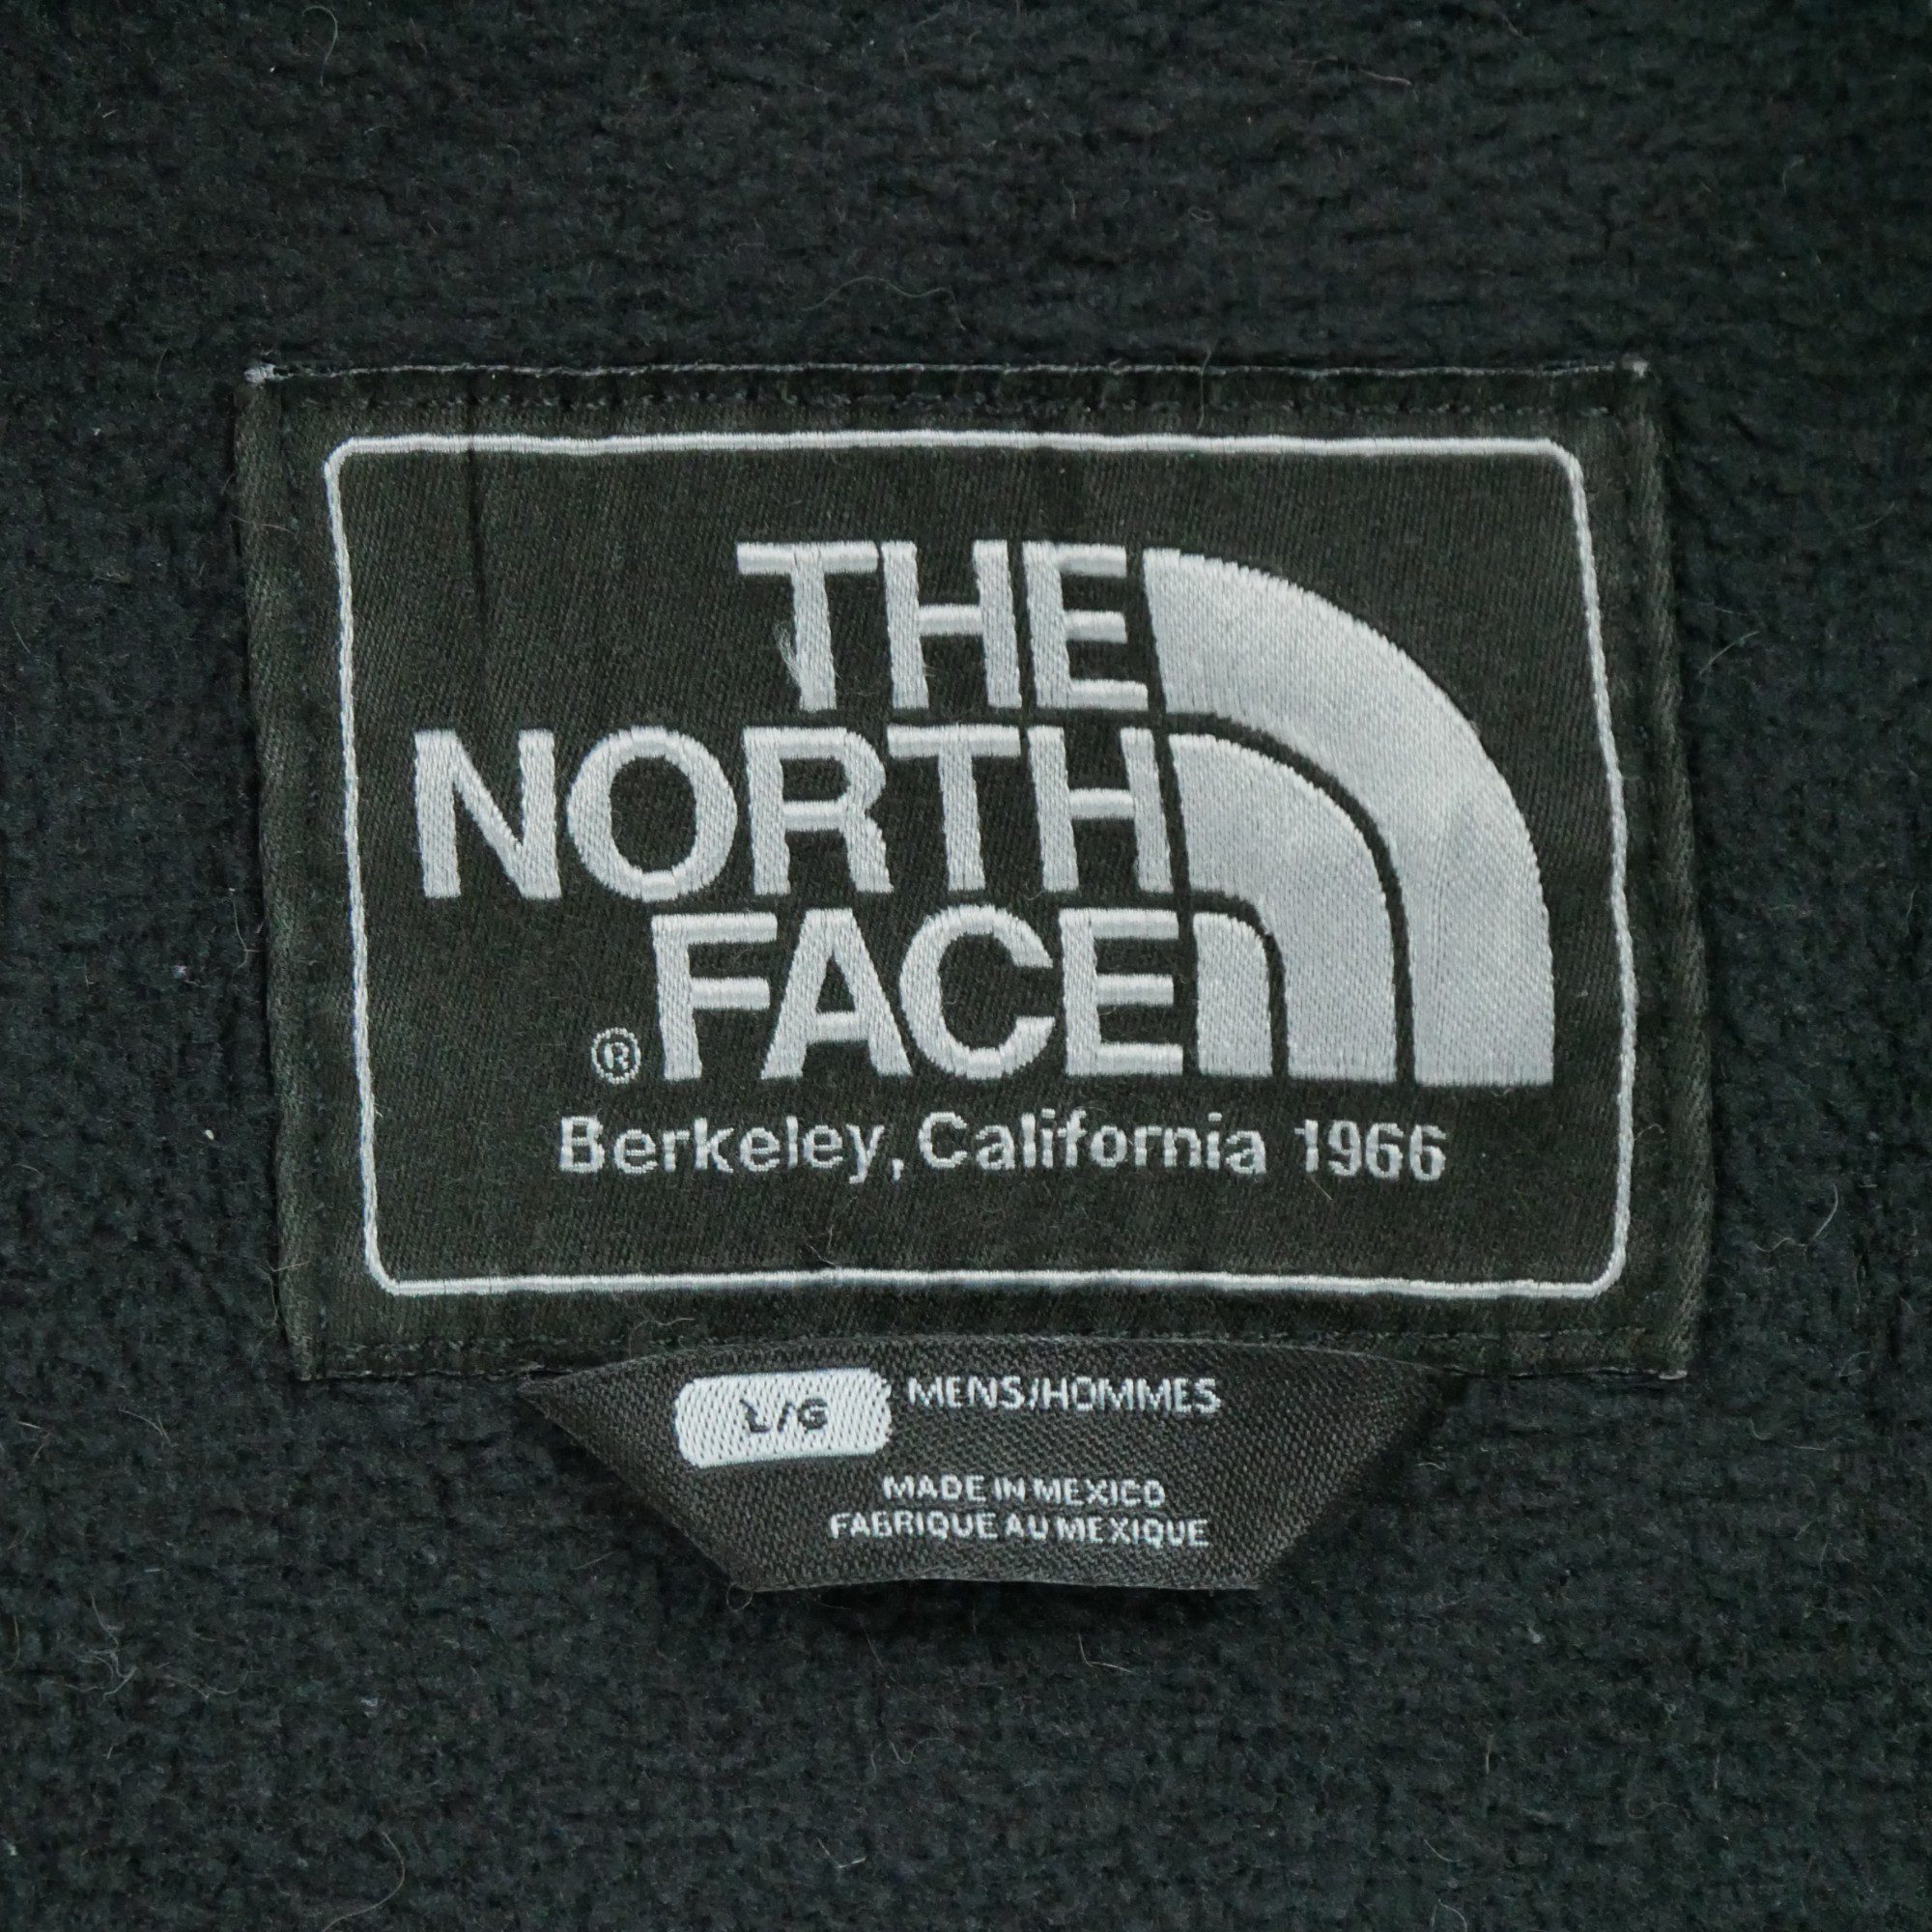 THE
NORTH
FACE
®
Berkeley, California 1966
L/G MENS/HOMMES
MADE IN MEXICO
FABRIQUE AU MEXIQUE